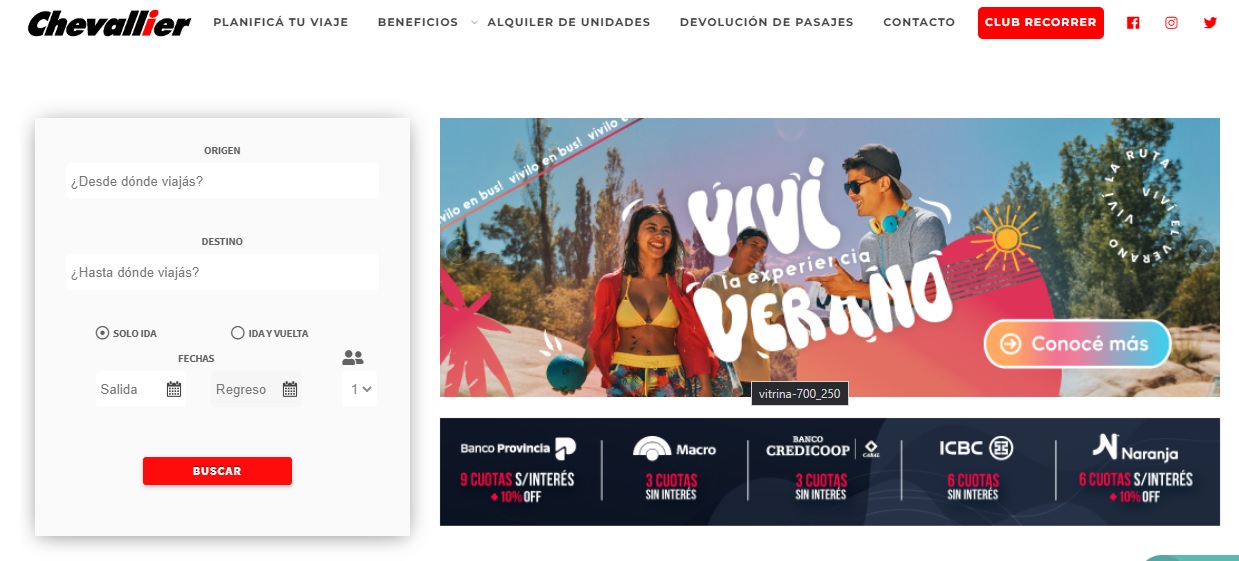 Chevallier
PLANIFICÁ TU VIAJE
BENEFICIOS
ALQUILER DE UNIDADES
DEVOLUCIÓN DE PASAJES
CONTACTO
CLUB RECORRER
ORIGEN
¿Desde dónde viajás?
DESTINO
¿Hasta dónde viajás?
SOLO IDA
IDA Y VUELTA
FECHAS
Salida
Regreso
1
BUSCAR
vivilo en bus! vivilo en bus! vivilo e
VIVÍ
la experiencia
VERANO
VIVÍ EL VERANO VIVÍ LA RUTA
Conocé más
vitrina-700_250
Banco Provincia
9 CUOTAS S/INTERÉS
+ 10% OFF
Macro
3 CUOTAS
SIN INTERÉS
BANCO
CREDICOOP
CABAL
3 CUOTAS
SIN INTERÉS
ICBC
6 CUOTAS
SIN INTERÉS
Naranja
6 CUOTAS S/INTERÉS
+ 10% OFF